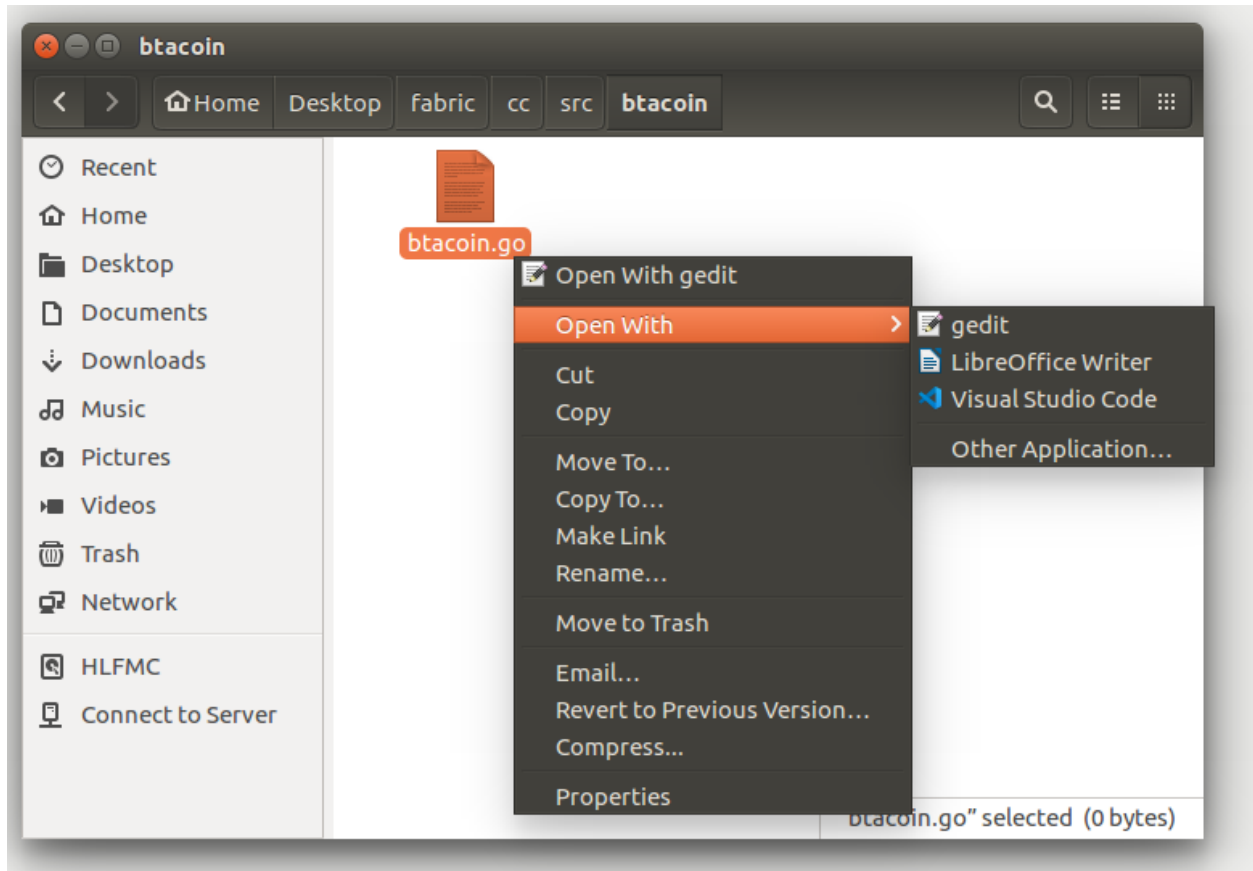 btacoin
Home Desktop fabric cc src btacoin
Recent
Home
Desktop
Documents
Downloads
Music
Pictures
Videos
Trash
Network
HLFMC
Connect to Server
btacoin.go
Open With gedit
Open With
Cut
Copy
Move To…
Copy To…
Make Link
Rename…
Move to Trash
Email…
Revert to Previous Version…
Compress...
Properties
gedit
LibreOffice Writer
Visual Studio Code
Other Application…
btacoin.go” selected (0 bytes)